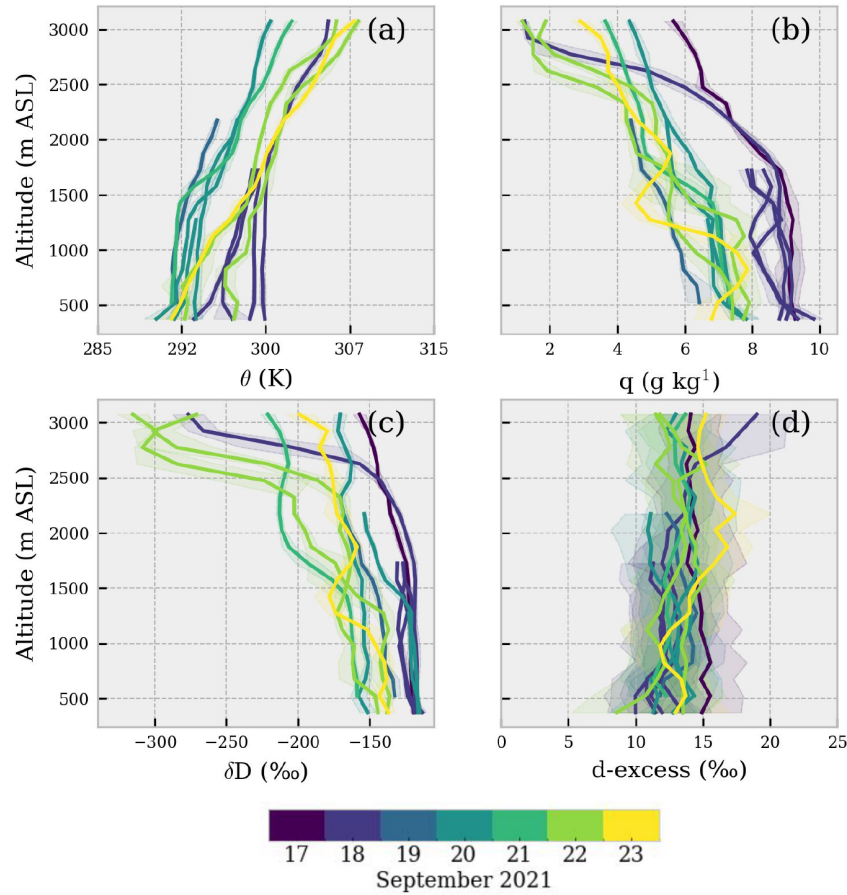 (a)
(b)
Altitude (m ASL)
3000
2500
2000
1500
1000
500
285 292 300 307 315
2 4 6 8 10
θ (K)
q (g kg¹)
(c)
(d)
Altitude (m ASL)
3000
2500
2000
1500
1000
500
−300 −250 −200 −150
0 5 10 15 20 25
δD (‰)
d-excess (‰)
17 18 19 20 21 22 23
September 2021